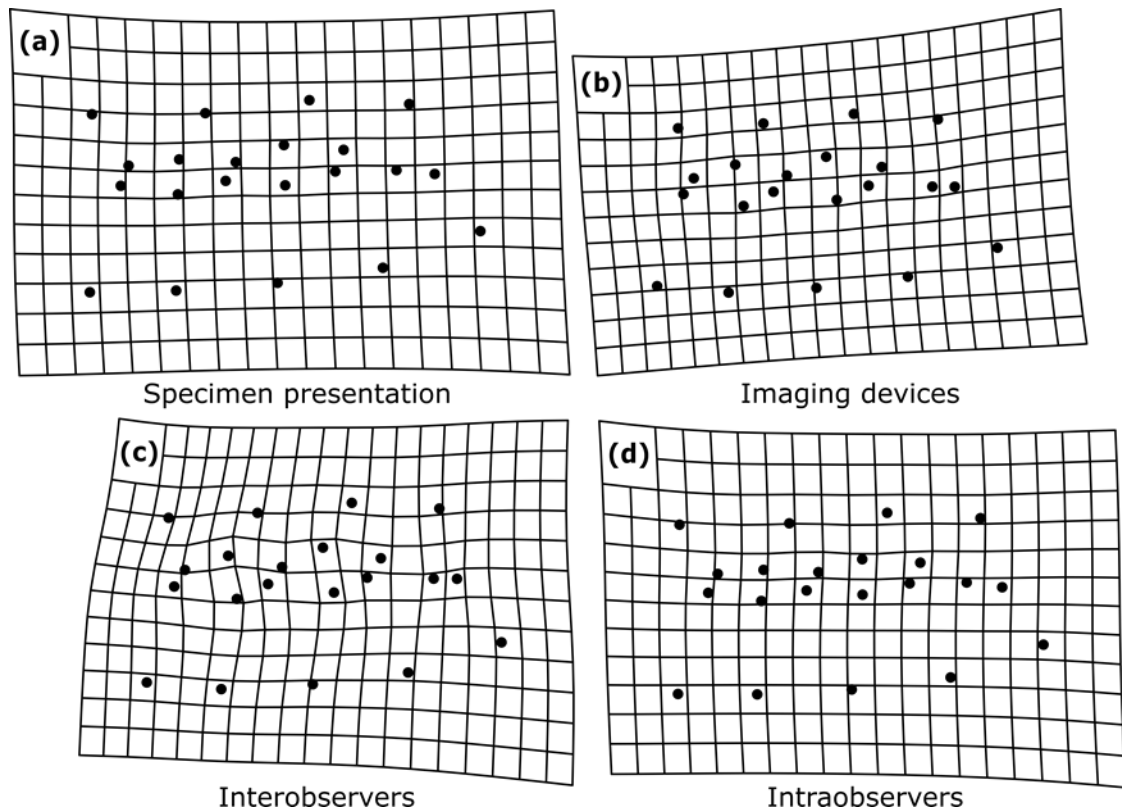 (a)
Specimen presentation
(b)
Imaging devices
(c)
Interobservers
(d)
Intraobservers